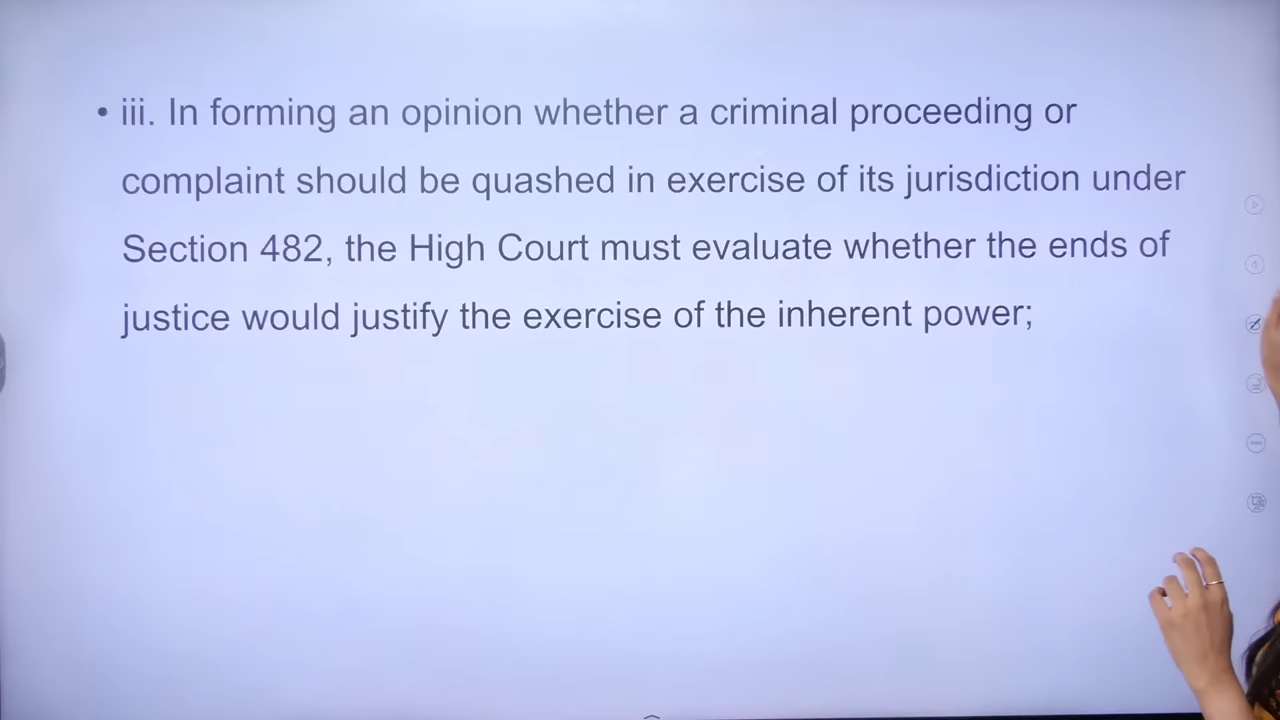 • iii. In forming an opinion whether a criminal proceeding or
complaint should be quashed in exercise of its jurisdiction under
Section 482, the High Court must evaluate whether the ends of
justice would justify the exercise of the inherent power;